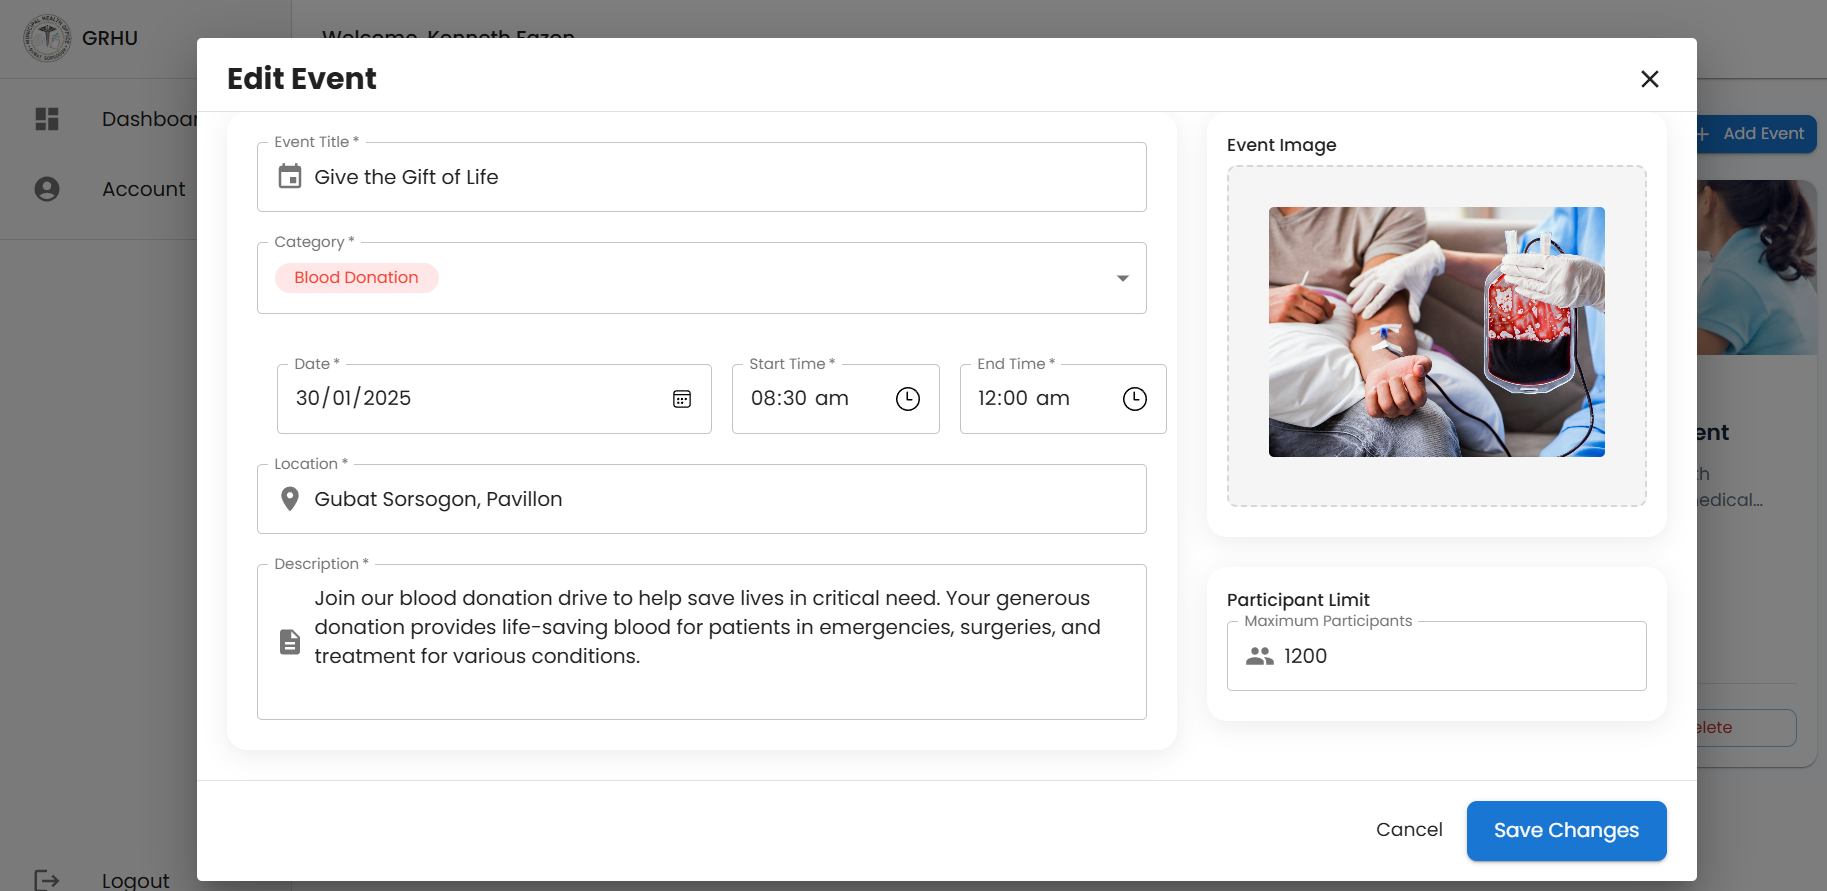 GRHU
Welcome, Kenneth Fazon
Edit Event
Dashboar
Account
Add Event
Event Title *
Give the Gift of Life
Category *
Blood Donation
Date *
30/01/2025
Start Time *
08:30 am
End Time *
12:00 am
Location *
Gubat Sorsogon, Pavillon
Description *
Join our blood donation drive to help save lives in critical need. Your generous
donation provides life-saving blood for patients in emergencies, surgeries, and
treatment for various conditions.
Event Image
Participant Limit
Maximum Participants
1200
ent
th
nedical...
elete
Cancel
Save Changes
Logout